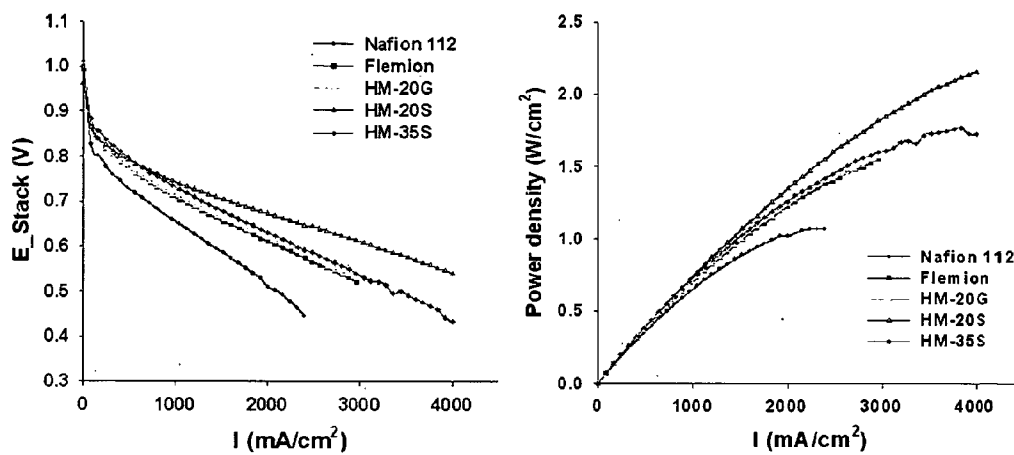 1.1
1.0
0.9
0.8
0.7
0.6
0.5
0.4
0.3
E_Stack (V)
0
1000
2000
3000
4000
I (mA/cm²)
Nafion 112
Flemion
HM-20G
HM-20S
HM-35S
2.5
2.0
1.5
1.0
0.5
0.0
Power density (W/cm²)
0
1000
2000
3000
4000
I (mA/cm²)
Nafion 112
Flemion
HM-20G
HM-20S
HM-35S